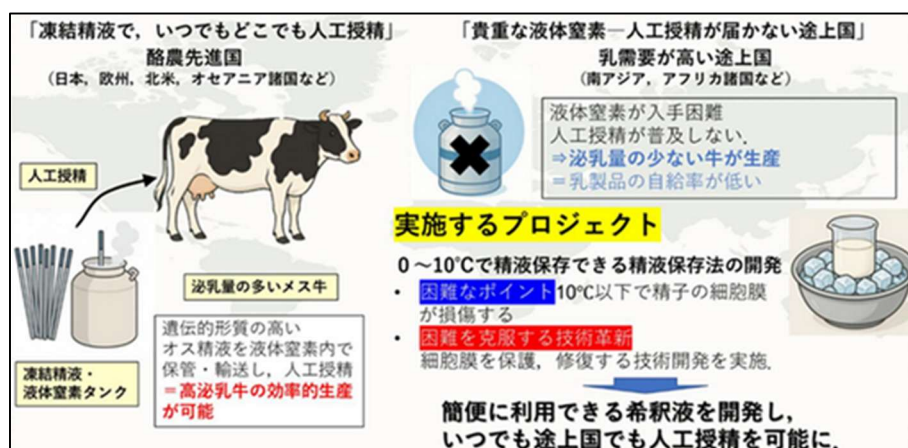 「凍結精液で，いつでもどこでも人工授精」
酪農先進国
（日本，欧州，北米，オセアニア諸国など）
人工授精
泌乳量の多いメス牛
凍結精液・
液体窒素タンク
遺伝的形質の高い
オス精液を液体窒素内で
保管・輸送し，人工授精
＝高泌乳牛の効率的生産
が可能
「貴重な液体窒素―人工授精が届かない途上国」
乳需要が高い途上国
（南アジア，アフリカ諸国など）
液体窒素が入手困難
人工授精が普及しない．
⇒泌乳量の少ない牛が生産
＝乳製品の自給率が低い
実施するプロジェクト
0～10℃で精液保存できる精液保存法の開発
• 困難なポイント10℃以下で精子の細胞膜
が損傷する
• 困難を克服する技術革新
細胞膜を保護，修復する技術開発を実施．
簡便に利用できる希釈液を開発し，
いつでも途上国でも人工授精を可能に．